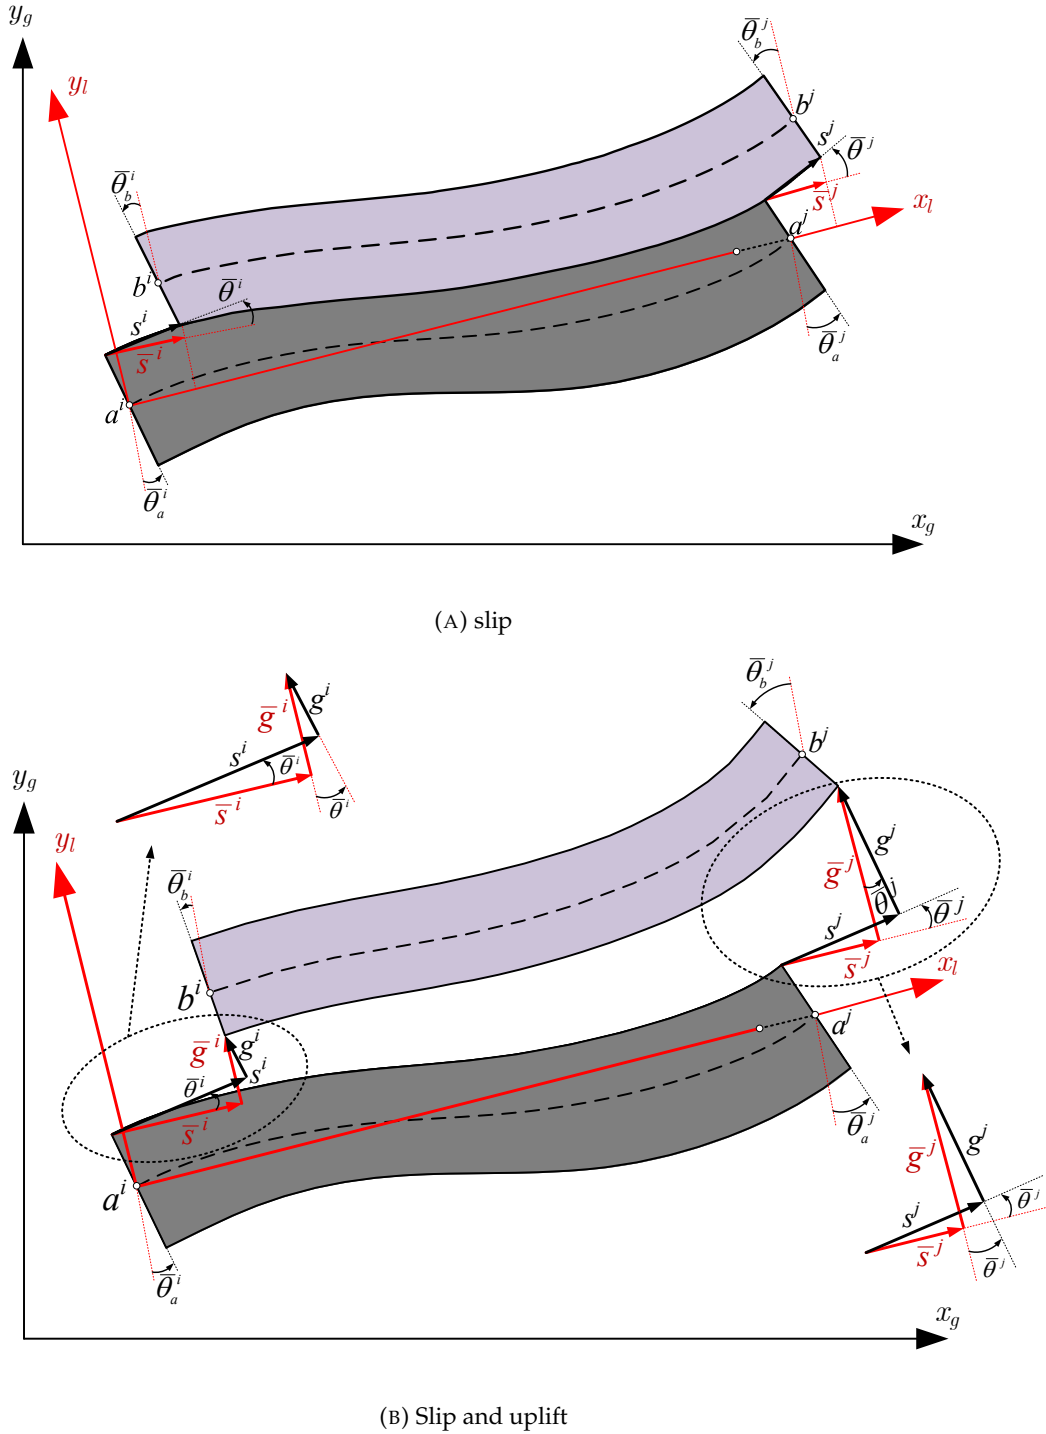 y_g
y_l
θ̄_b^j
b^j
s^j
θ̄^j
θ̄_b^i
s̄^j
x_l
a^j
b^i
θ̄^i
s^i
s̄^i
θ̄_a^j
a^i
θ̄_a^i
x_g
(A) slip
θ̄_b^j
g^i
ḡ^i
s^i
θ̄^i
b^j
y_g
s̄^i
θ̄^i
y_l
g^j
ḡ^j
θ̄_b^i
θ̄^j
θ̄^j
s^j
s̄^j
x_l
b^i
a^j
g^i
ḡ^i
s^i
θ̄^i
s̄^i
θ̄_a^j
g^j
ḡ^j
a^i
θ̄^j
s^j
s̄^j
θ̄^j
θ̄_a^i
x_g
(B) Slip and uplift